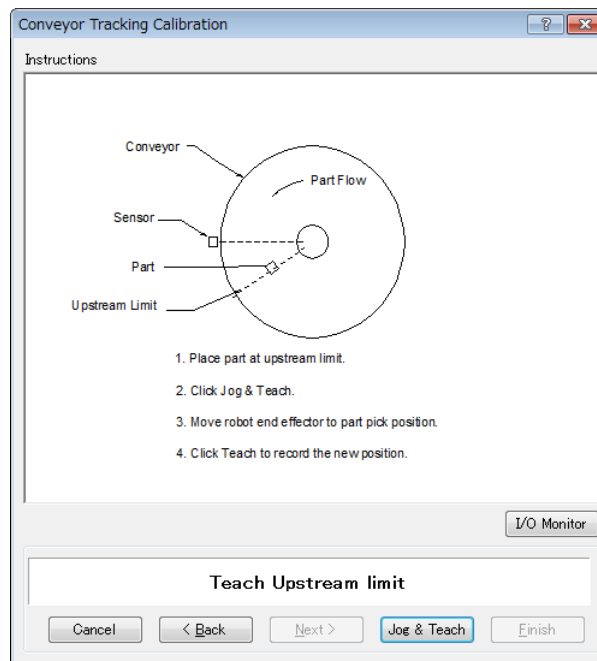 Conveyor Tracking Calibration
Instructions
Conveyor
Part Flow
Sensor
Part
Upstream Limit
1. Place part at upstream limit.
2. Click Jog & Teach.
3. Move robot end effector to part pick position.
4. Click Teach to record the new position.
I/O Monitor
Teach Upstream limit
Cancel
< Back
Next >
Jog & Teach
Finish